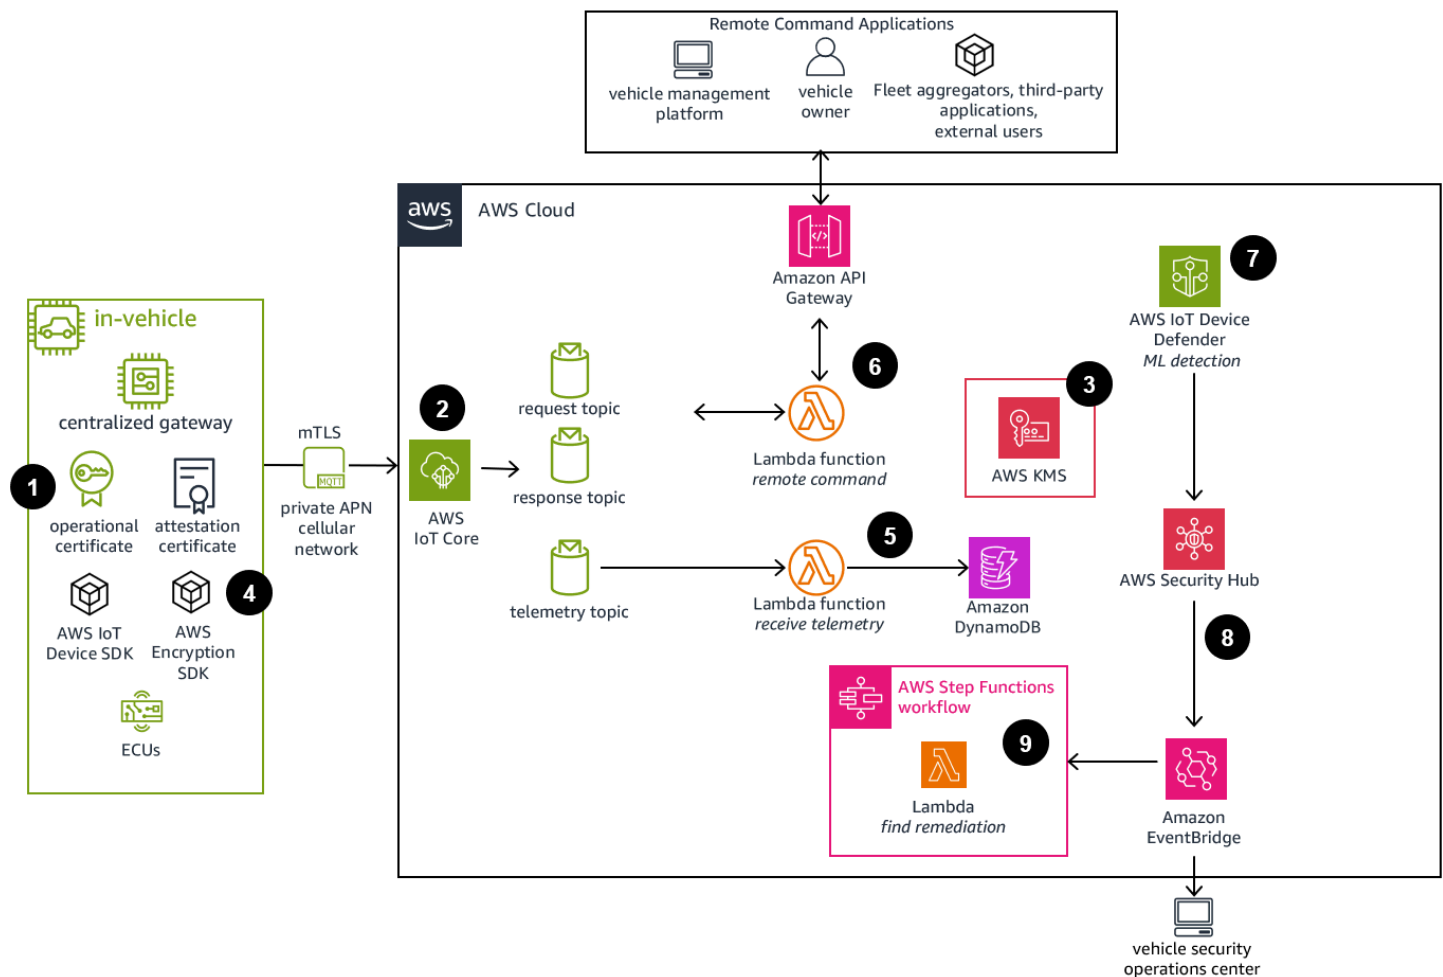 Remote Command Applications
vehicle management
platform
vehicle
owner
Fleet aggregators, third-party
applications,
external users
aws
AWS Cloud
Amazon API
Gateway
7
AWS IoT Device
Defender
ML detection
in-vehicle
centralized gateway
1
operational
certificate
attestation
certificate
4
AWS IoT
Device SDK
AWS
Encryption
SDK
ECUs
mTLS
MQTT
private APN
cellular
network
2
AWS
IoT Core
request topic
response topic
telemetry topic
6
Lambda function
remote command
3
AWS KMS
5
Lambda function
receive telemetry
Amazon
DynamoDB
AWS Security Hub
8
AWS Step Functions
workflow
9
Lambda
find remediation
Amazon
EventBridge
vehicle security
operations center